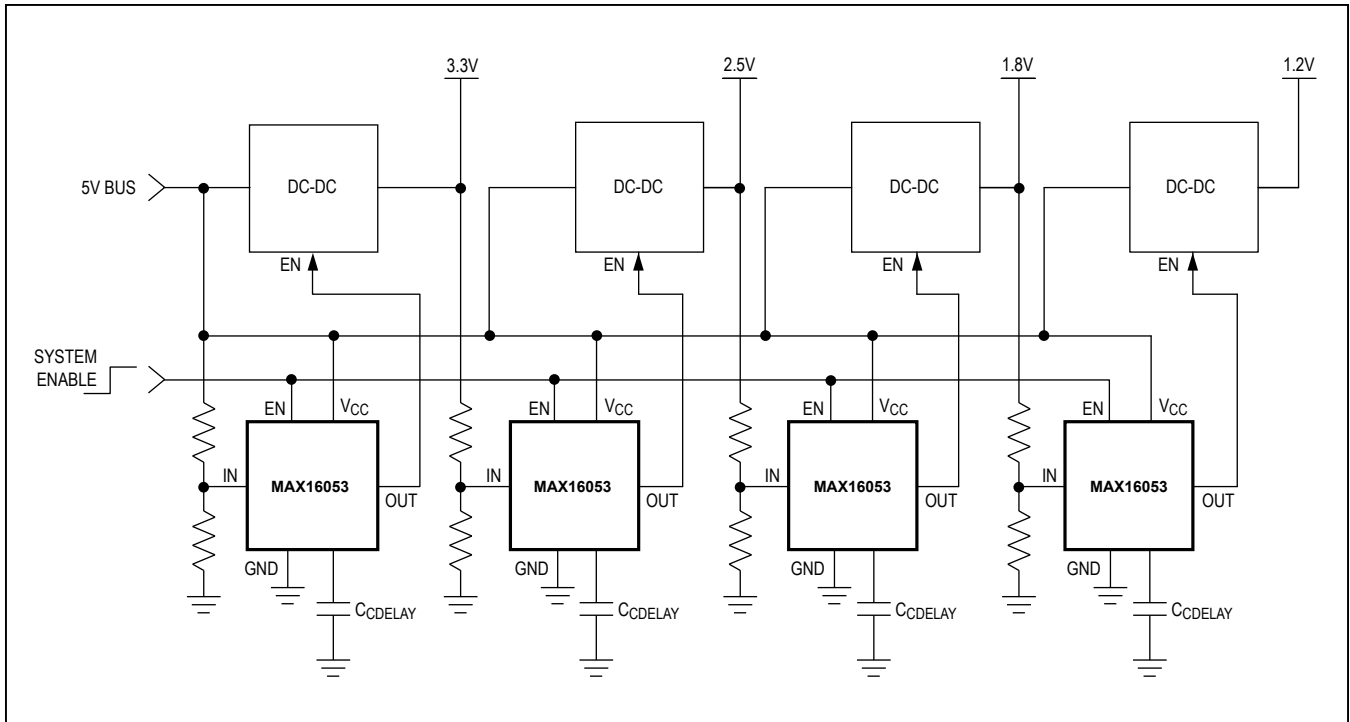 3.3V 2.5V 1.8V 1.2V
5V BUS DC-DC DC-DC DC-DC DC-DC
EN EN EN EN
SYSTEM
ENABLE
EN VCC EN VCC EN VCC EN VCC
IN MAX16053 OUT IN MAX16053 OUT IN MAX16053 OUT IN MAX16053 OUT
GND GND GND GND
CCDELAY CCDELAY CCDELAY CCDELAY